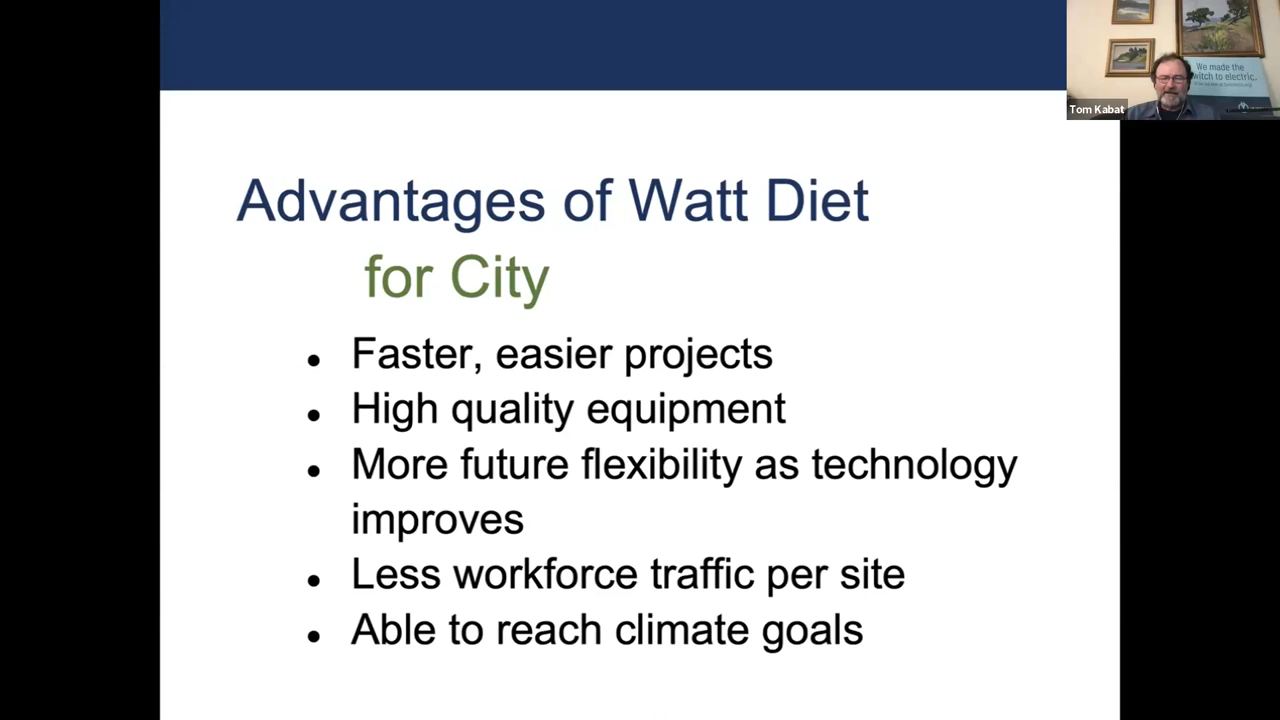 We made the
witch to electric.
Tom Kabat
Advantages of Watt Diet
for City
• Faster, easier projects
• High quality equipment
• More future flexibility as technology
improves
• Less workforce traffic per site
• Able to reach climate goals